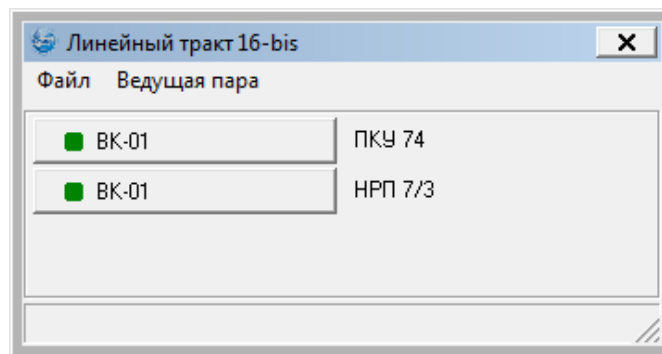 Линейный тракт 16-bis
Файл Ведущая пара
ВК-01 ПКУ 74
ВК-01 НРП 7/3